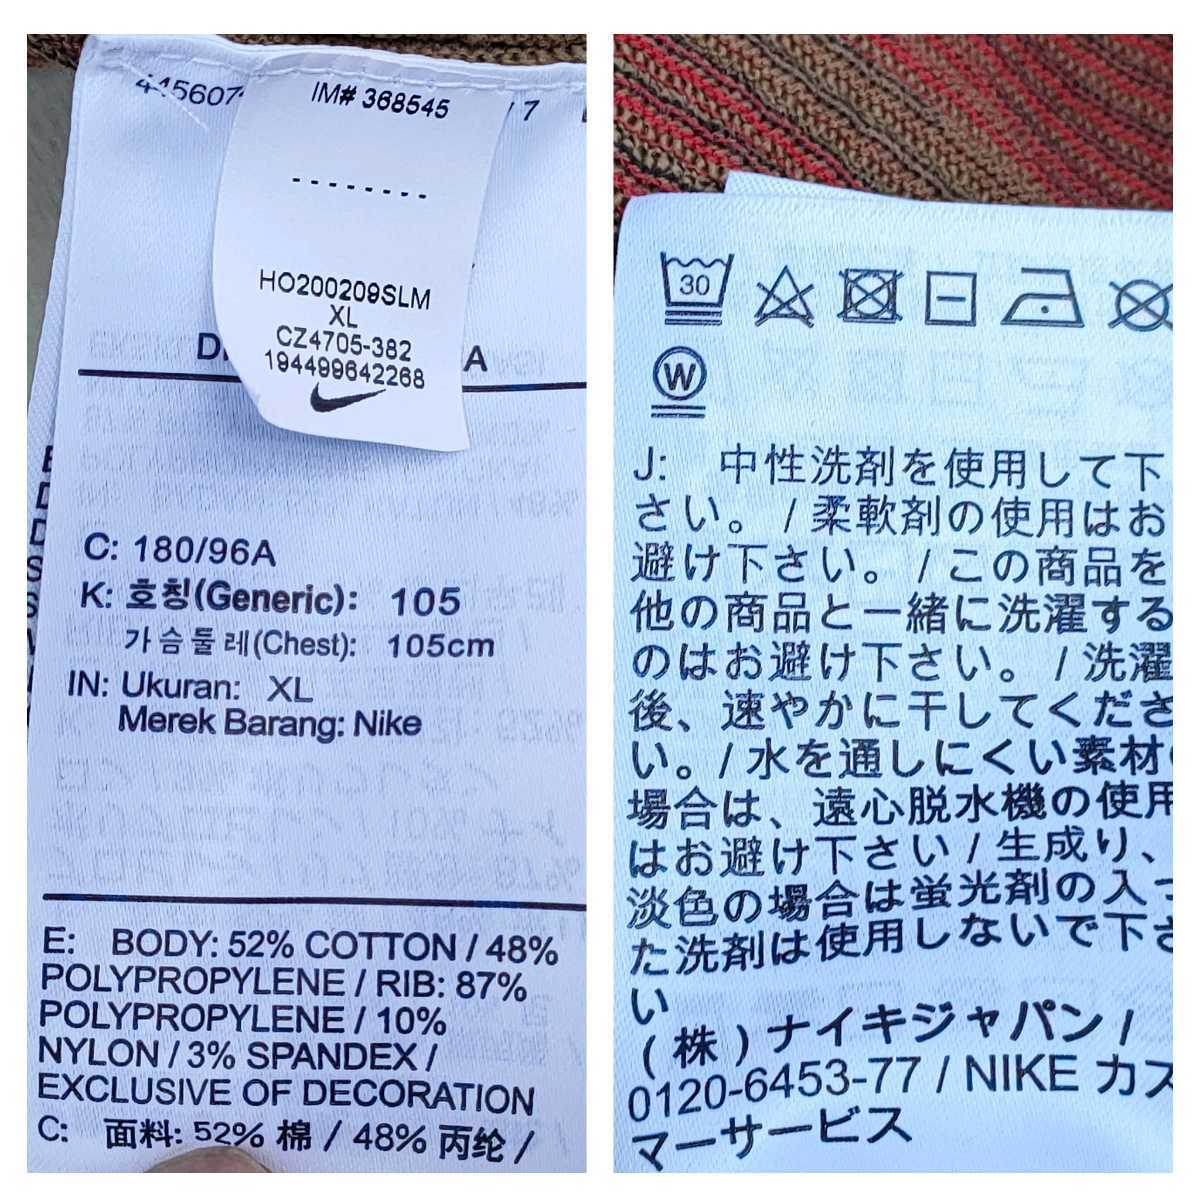 IM# 368545
--------
HO200209SLM
XL
CZ4705-382
194499642268
C: 180/96A
K: 호칭(Generic): 105
가슴둘레(Chest): 105cm
IN: Ukuran: XL
Merek Barang: Nike
E: BODY: 52% COTTON / 48%
POLYPROPYLENE / RIB: 87%
POLYPROPYLENE / 10%
NYLON / 3% SPANDEX /
EXCLUSIVE OF DECORATION
C: 面料: 52% 棉 / 48% 丙纶 /
30
W
J: 中性洗剤を使用して下
さい。 / 柔軟剤の使用はお
避け下さい。 / この商品を
他の商品と一緒に洗濯する
のはお避け下さい。 / 洗濯
後、速やかに干してくださ
い。/ 水を通しにくい素材の
場合は、遠心脱水機の使用
はお避け下さい / 生成り、
淡色の場合は蛍光剤の入っ
た洗剤は使用しないで下さ
い
(株) ナイキジャパン /
0120-6453-77 / NIKE カス
マーサービス